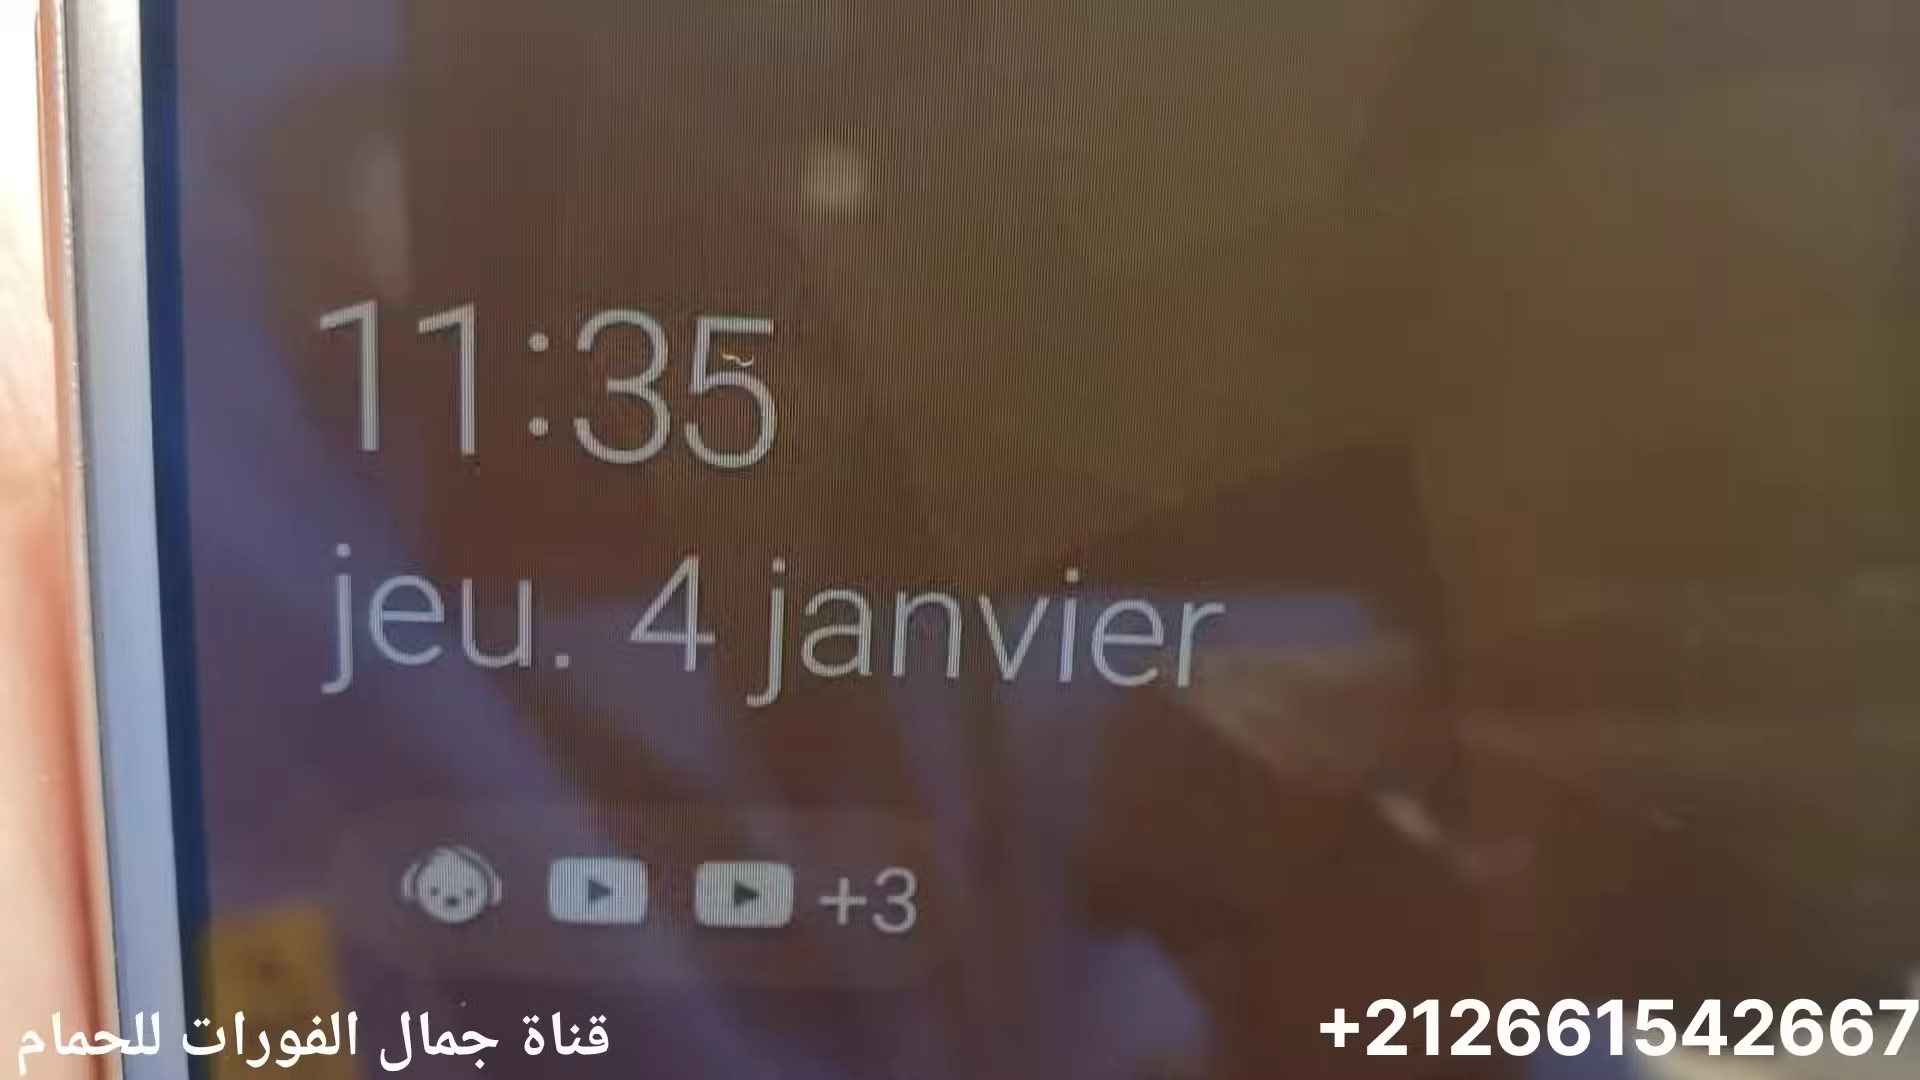 11:35
jeu. 4 janvier
+3
قناة جمال الفورات للحمام
+212661542667